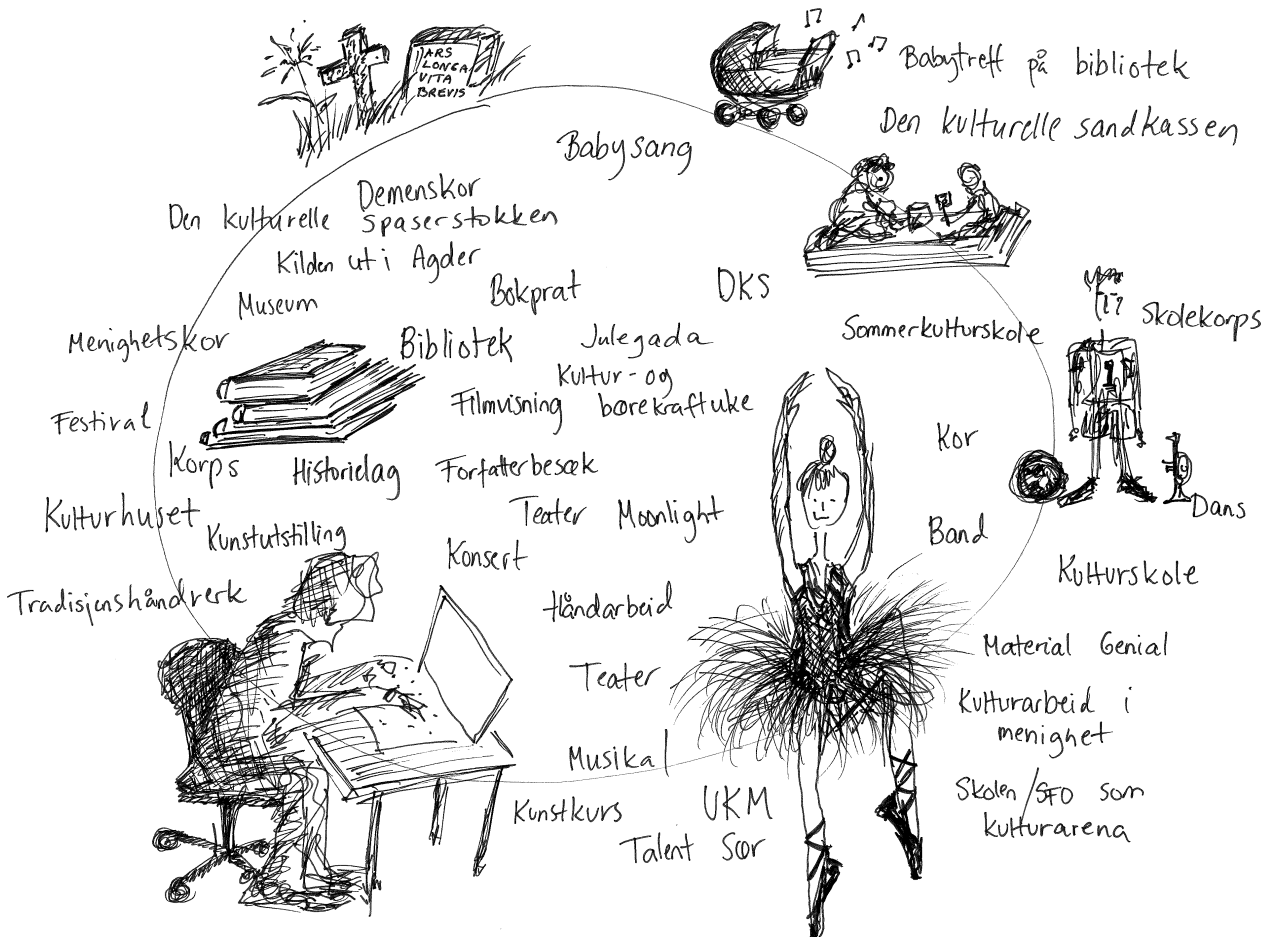 ARS
LONGA
VITA
BREVIS
Babytreff på bibliotek
Den kulturelle sandkassen
Babysang
Demenskor
Den kulturelle spaserstokken
Kilden ut i Agder
Museum
Bokprat
DKS
Skolekorps
Menighetskor
Bibliotek
Julegada
Sommerkulturskole
Kultur-og
Filmvisning
bærekraftuke
Festival
Kor
Korps
Historielag
Forfatterbesøk
Kulturhuset
Teater Moonlight
Dans
Kunstutstilling
Konsert
Band
Kulturskole
Tradisjonshåndverk
Håndarbeid
Material Genial
Teater
Kulturarbeid i
menighet
Musikal
Kunstkurs
UKM
Talent Sør
Skolen/SFO som
kulturarena
1